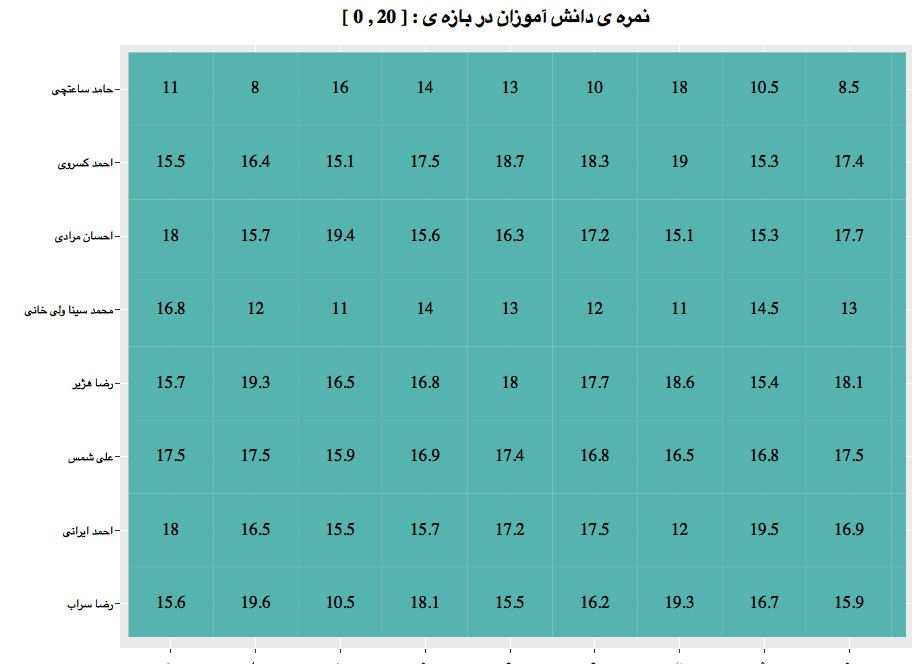 نمره ی دانش آموزان در بازه ی : [ 0 , 20 ]
حامد ساعتچی 11 8 16 14 13 10 18 10.5 8.5
احمد کسروی 15.5 16.4 15.1 17.5 18.7 18.3 19 15.3 17.4
احسان مرادی 18 15.7 19.4 15.6 16.3 17.2 15.1 15.3 17.7
محمد سینا ولی خانی 16.8 12 11 14 13 12 11 14.5 13
رضا هژیر 15.7 19.3 16.5 16.8 18 17.7 18.6 15.4 18.1
علی شمس 17.5 17.5 15.9 16.9 17.4 16.8 16.5 16.8 17.5
احمد ایرانی 18 16.5 15.5 15.7 17.2 17.5 12 19.5 16.9
رضا سراب 15.6 19.6 10.5 18.1 15.5 16.2 19.3 16.7 15.9